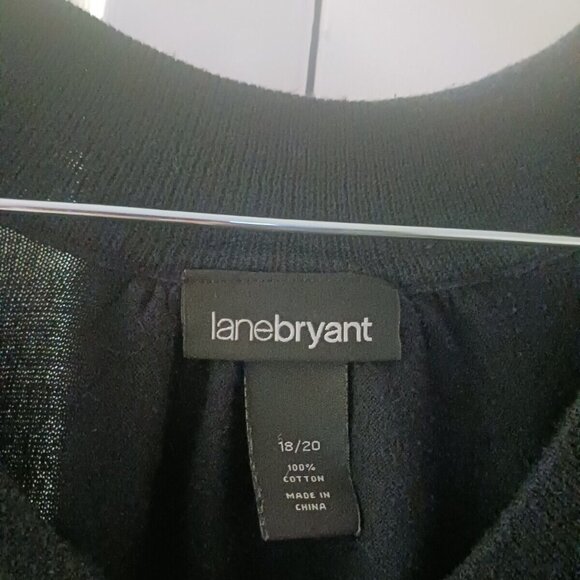 lanebryant
18/20
100%
COTTON
MADE IN
CHINA